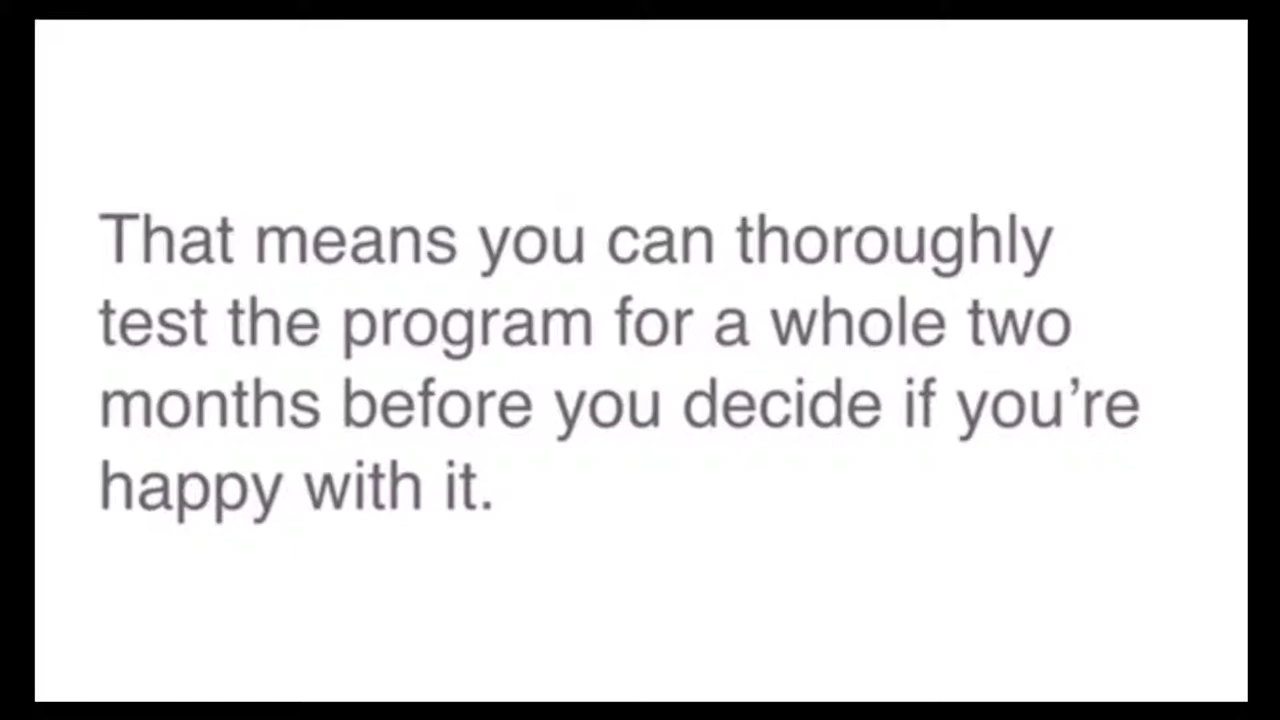 That means you can thoroughly
test the program for a whole two
months before you decide if you’re
happy with it.